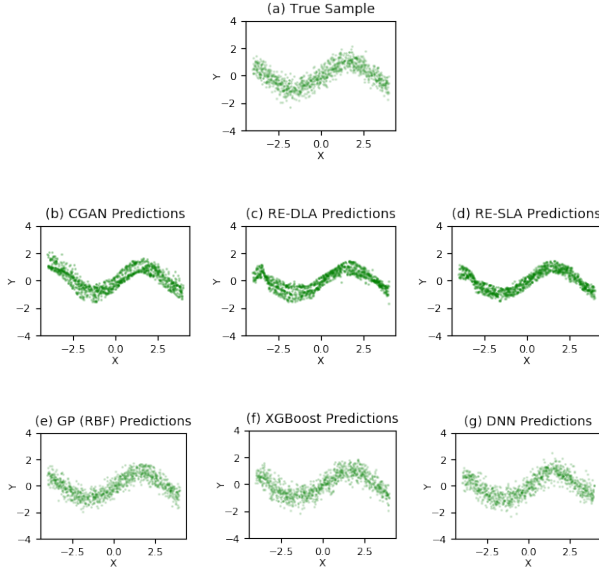 (a) True Sample
4
2
0
−2
−4
Y
−2.5 0.0 2.5
X
(b) CGAN Predictions (c) RE-DLA Predictions (d) RE-SLA Predictions
4 4 4
2 2 2
0 0 0
−2 −2 −2
−4 −4 −4
Y Y Y
−2.5 0.0 2.5 −2.5 0.0 2.5 −2.5 0.0 2.5
X X X
(e) GP (RBF) Predictions (f) XGBoost Predictions (g) DNN Predictions
4 4 4
2 2 2
0 0 0
−2 −2 −2
−4 −4 −4
Y Y Y
−2.5 0.0 2.5 −2.5 0.0 2.5 −2.5 0.0 2.5
X X X